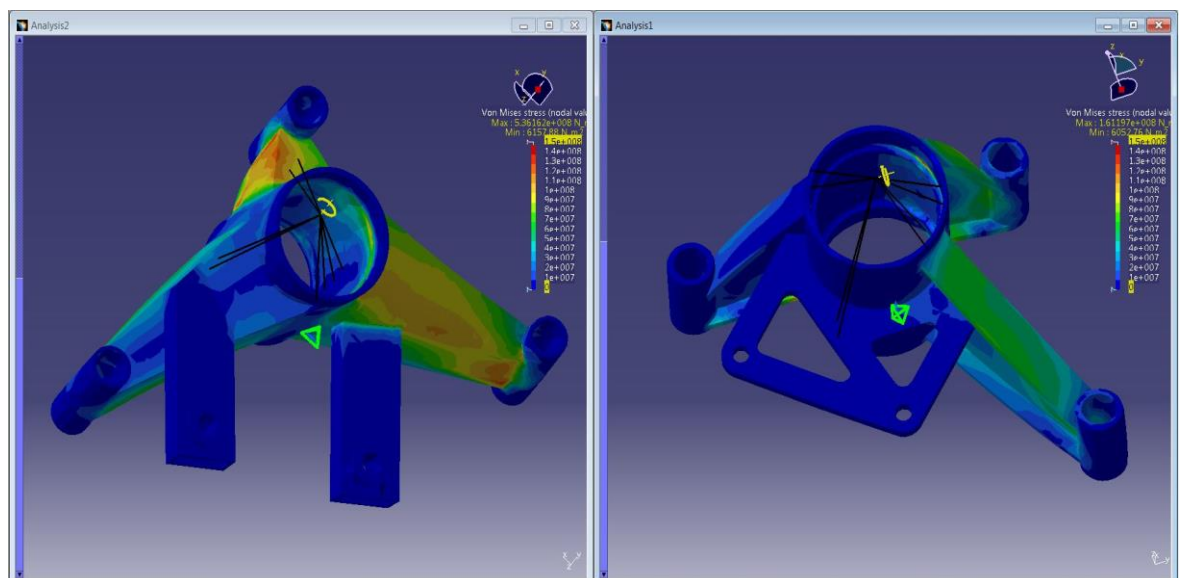 Analysis2
x y
z
Von Mises stress (nodal valu
Max : 5.36162e+008 N_m
Min : 6157.88 N_m2
1.5e+008
1.4e+008
1.3e+008
1.2e+008
1.1e+008
1e+008
9e+007
8e+007
7e+007
6e+007
5e+007
4e+007
3e+007
2e+007
1e+007
0
x y
z
Analysis1
z
x
y
Von Mises stress (nodal valu
Max : 1.61197e+008 N_m
Min : 6052.76 N_m2
1.5e+008
1.4e+008
1.3e+008
1.2e+008
1.1e+008
1e+008
9e+007
8e+007
7e+007
6e+007
5e+007
4e+007
3e+007
2e+007
1e+007
0